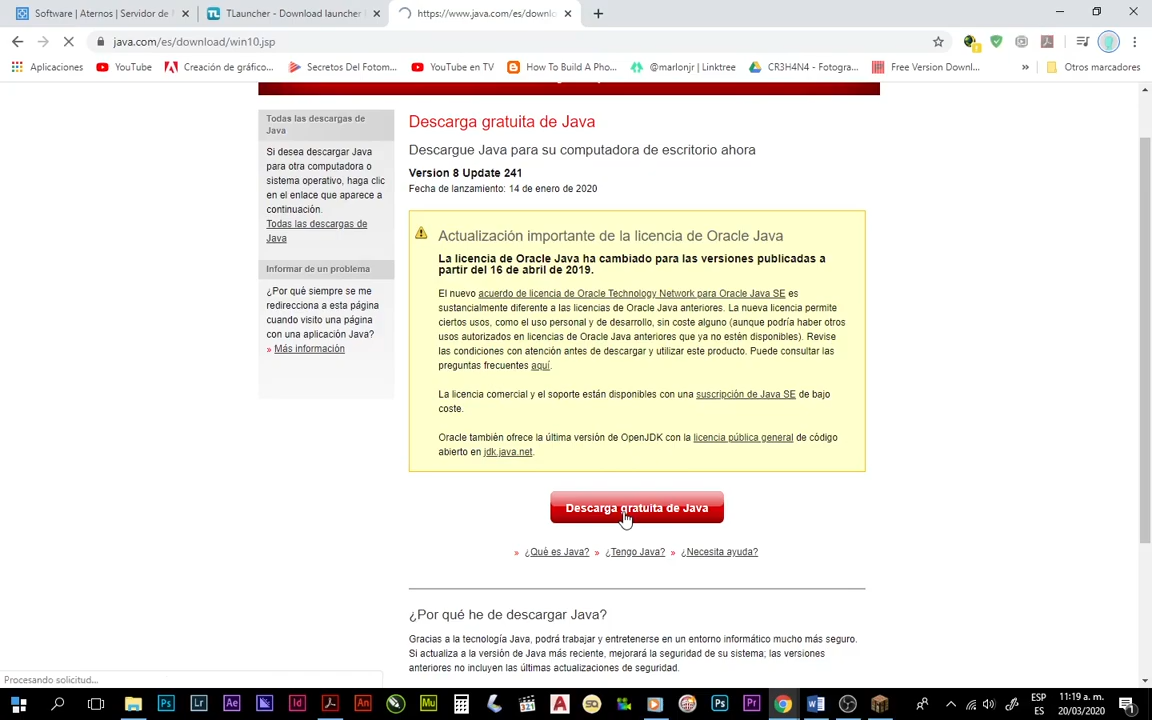 Software | Aternos | Servidor de
TLauncher - Download launcher
https://www.java.com/es/downlo
java.com/es/download/win10.jsp
Aplicaciones
YouTube
Creación de gráfico...
Secretos Del Fotom...
YouTube en TV
How To Build A Pho...
@marlonjr | Linktree
CR3H4N4 - Fotogra...
Free Version Downl...
»
Otros marcadores
Todas las descargas de
Java
Si desea descargar Java
para otra computadora o
sistema operativo, haga clic
en el enlace que aparece a
continuación.
Todas las descargas de
Java
Informar de un problema
¿Por qué siempre se me
redirecciona a esta página
cuando visito una página
con una aplicación Java?
» Más información
Descarga gratuita de Java
Descargue Java para su computadora de escritorio ahora
Version 8 Update 241
Fecha de lanzamiento: 14 de enero de 2020
Actualización importante de la licencia de Oracle Java
La licencia de Oracle Java ha cambiado para las versiones publicadas a
partir del 16 de abril de 2019.
El nuevo acuerdo de licencia de Oracle Technology Network para Oracle Java SE es
sustancialmente diferente a las licencias de Oracle Java anteriores. La nueva licencia permite
ciertos usos, como el uso personal y de desarrollo, sin coste alguno (aunque podría haber otros
usos autorizados en licencias de Oracle Java anteriores que ya no estén disponibles). Revise
las condiciones con atención antes de descargar y utilizar este producto. Puede consultar las
preguntas frecuentes aquí.
La licencia comercial y el soporte están disponibles con una suscripción de Java SE de bajo
coste.
Oracle también ofrece la última versión de OpenJDK con la licencia pública general de código
abierto en jdk.java.net.
Descarga gratuita de Java
» ¿Qué es Java? » ¿Tengo Java? » ¿Necesita ayuda?
¿Por qué he de descargar Java?
Gracias a la tecnología Java, podrá trabajar y entretenerse en un entorno informático mucho más seguro.
Si actualiza a la versión de Java más reciente, mejorará la seguridad de su sistema; las versiones
anteriores no incluyen las últimas actualizaciones de seguridad.
Procesando solicitud...
Ps
Lr
Ae
Id
An
Mu
321
A
Ps
Pr
ESP
ES
11:19 a. m.
20/03/2020
1